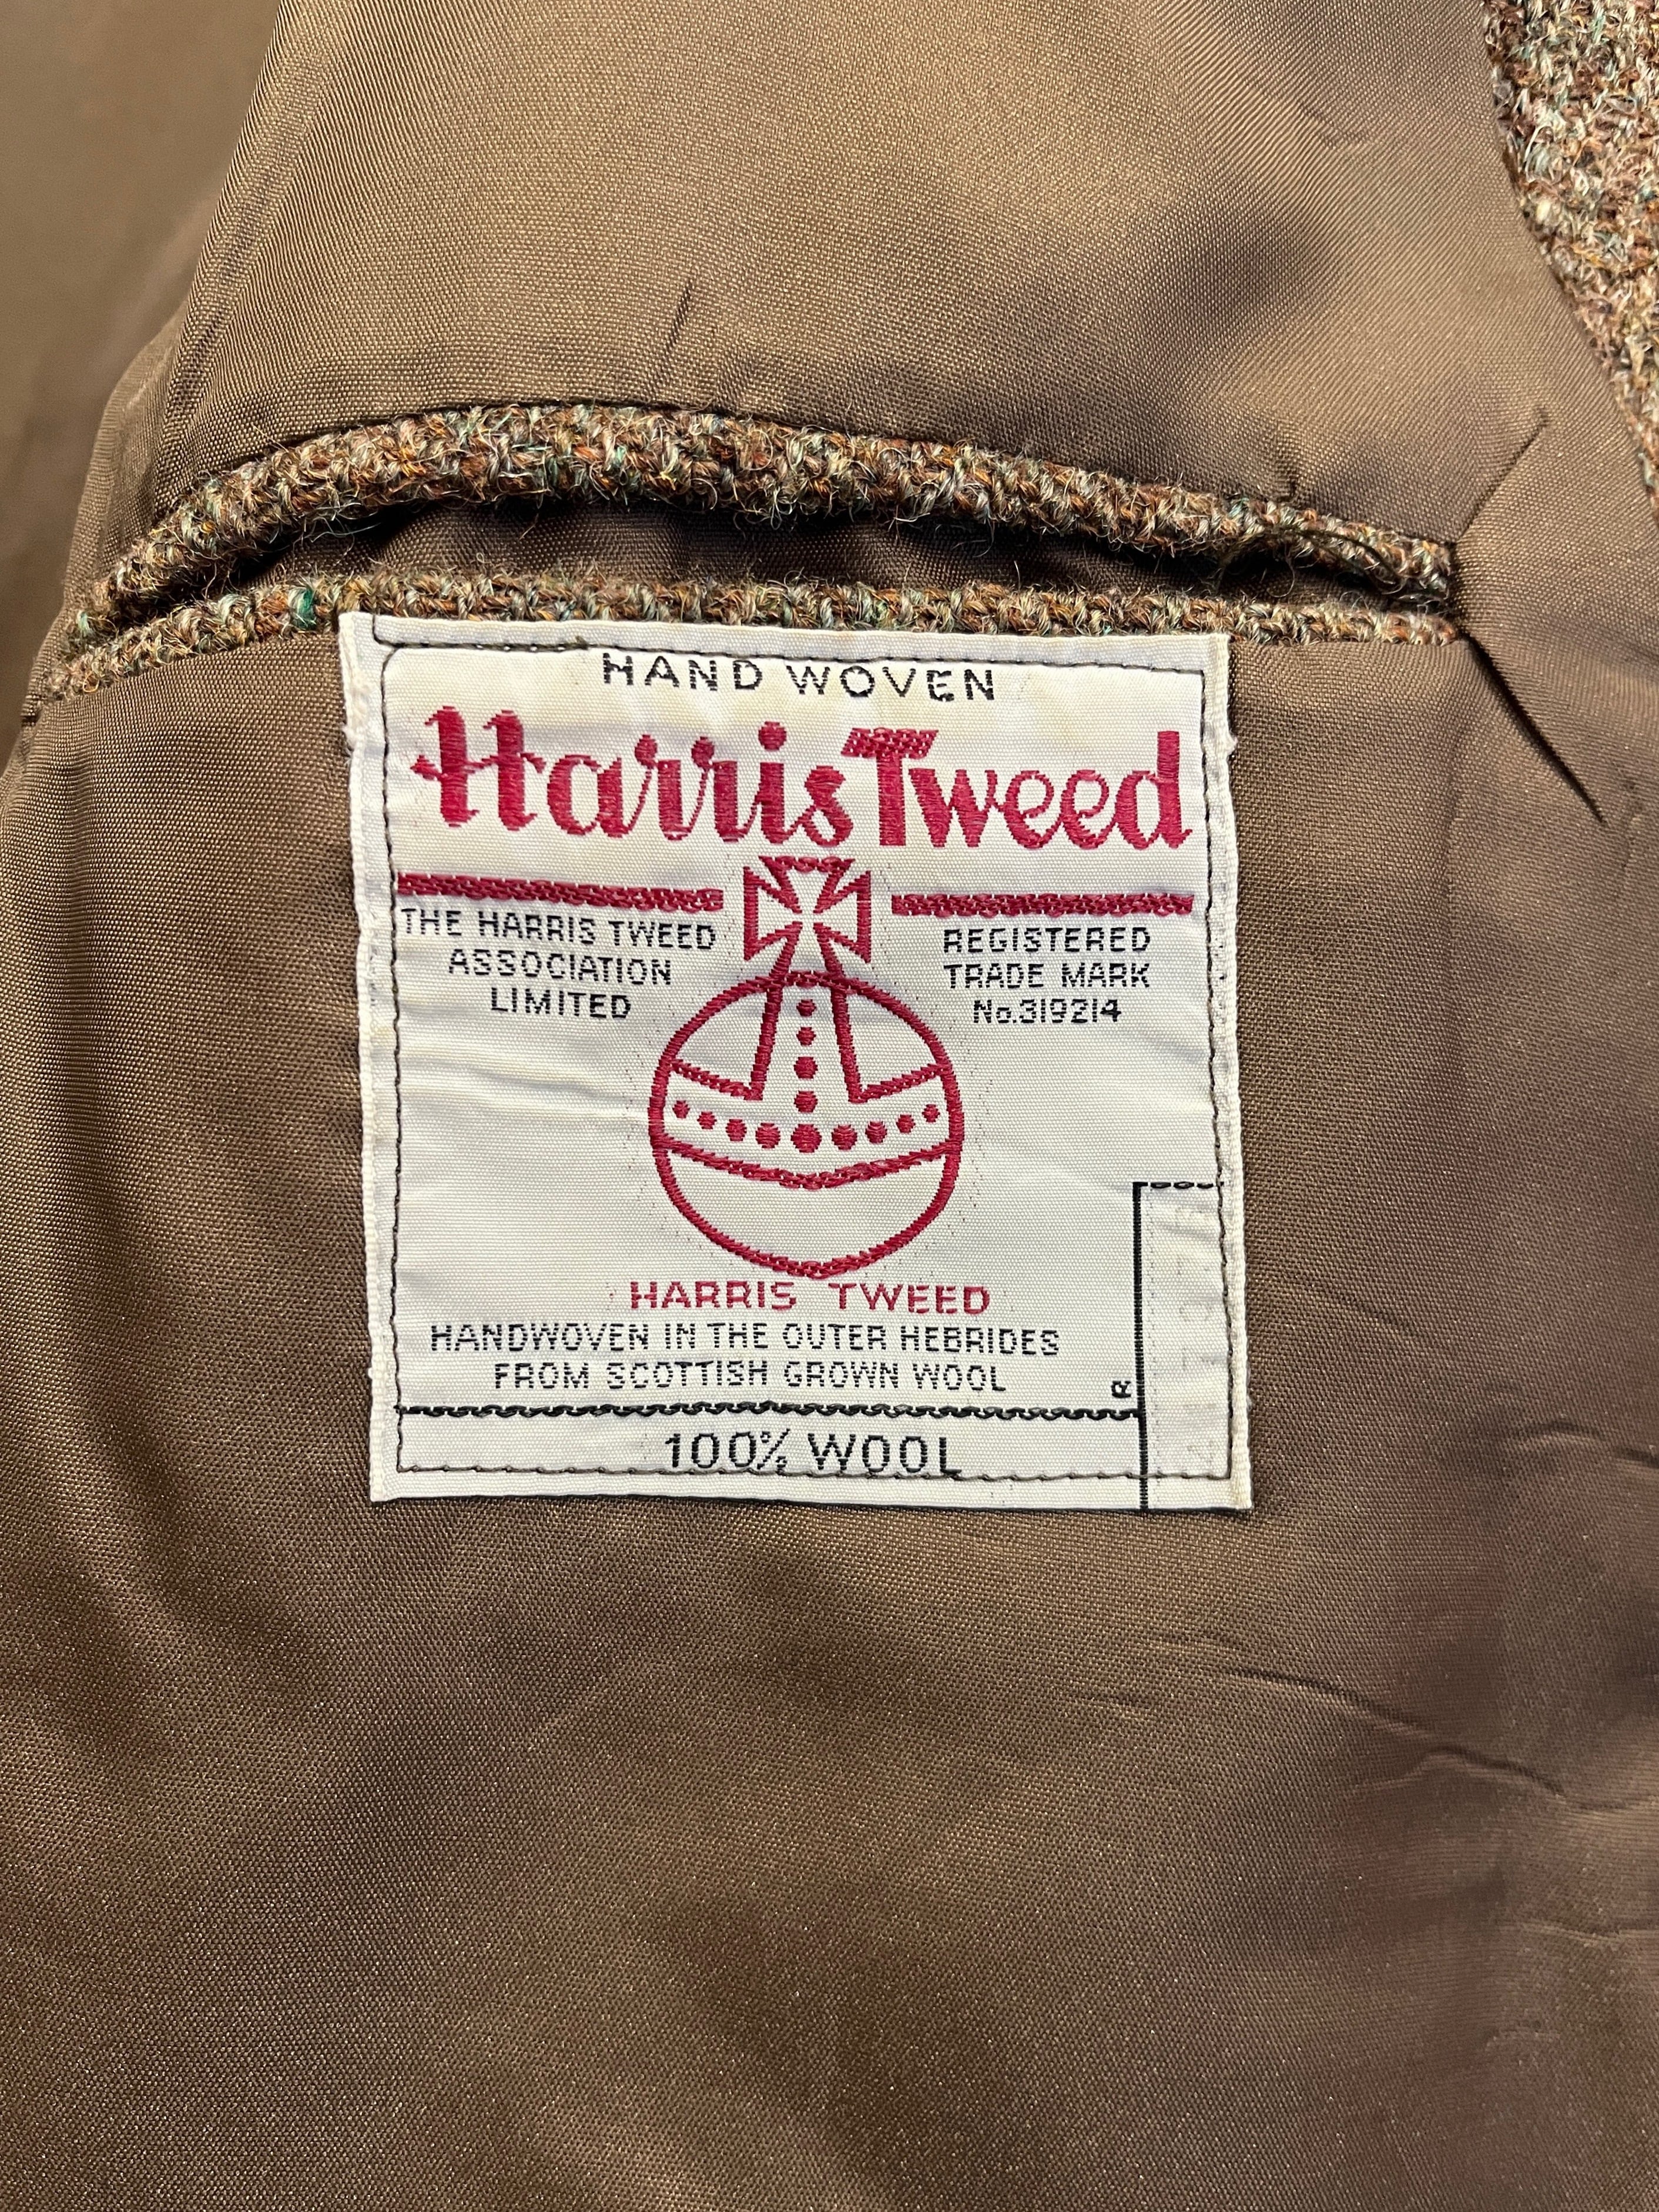 HAND WOVEN
Harris Tweed
THE HARRIS TWEED
ASSOCIATION
LIMITED
REGISTERED
TRADE MARK
No.319214
HARRIS TWEED
HANDWOVEN IN THE OUTER HEBRIDES
FROM SCOTTISH GROWN WOOL
R
100% WOOL